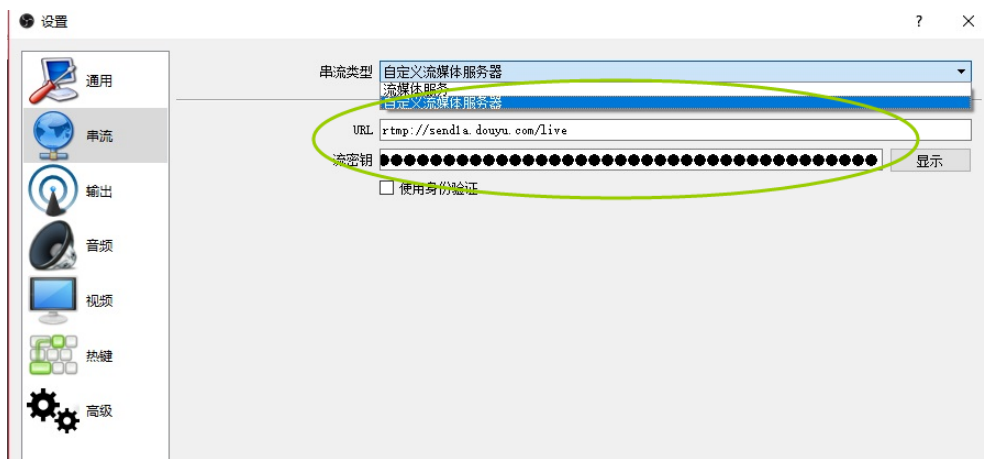 设置
?
通用
串流
输出
音频
视频
热键
高级
串流类型 自定义流媒体服务器
流媒体服务
自定义流媒体服务器
URL rtmp://send1a.douyu.com/live
流密钥 ●●●●●●●●●●●●●●●●●●●●●●●●●●●●●●●●●●●●●● 显示
使用身份验证